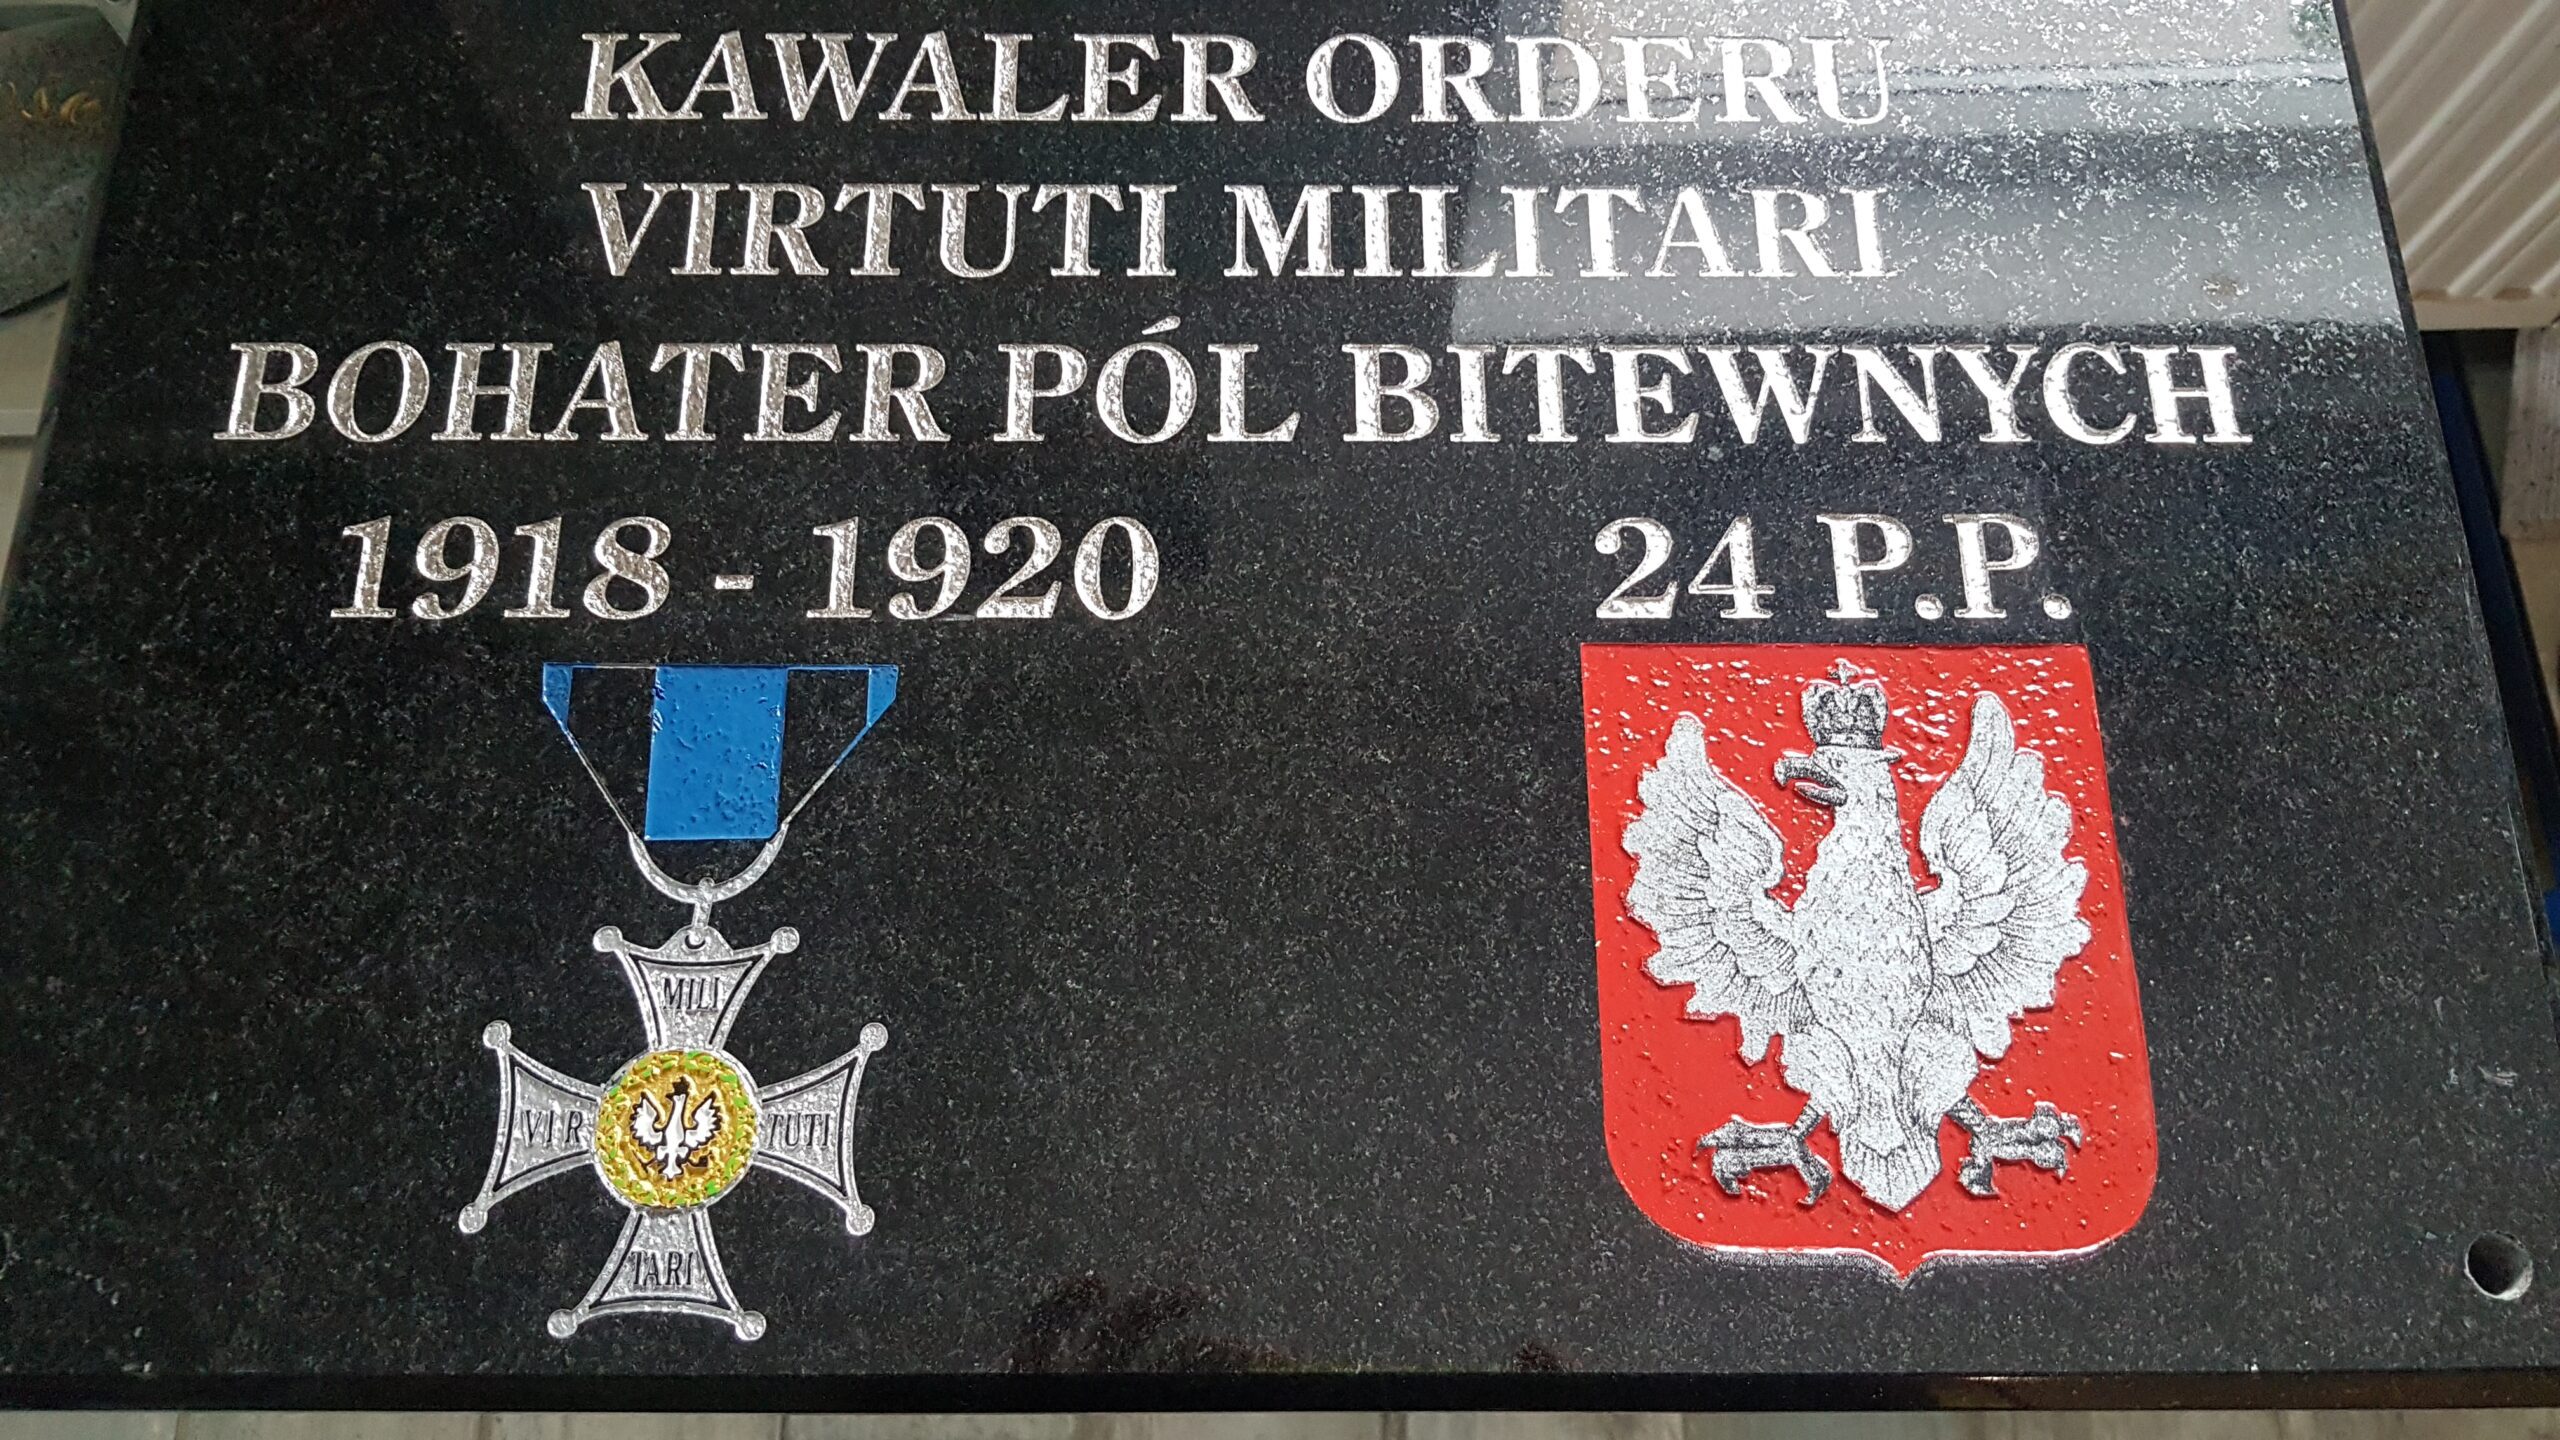 KAWALER ORDERU
VIRTUTI MILITARI
BOHATER PÓL BITEWNYCH
1918 - 1920 24 P.P.
MILI
VIR TUTI
TARI